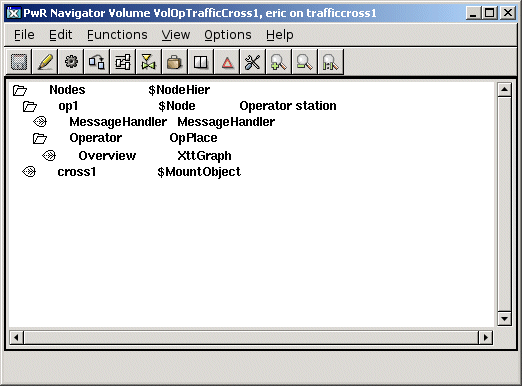 PwR Navigator Volume VolOpTrafficCross1, eric on trafficcross1
File Edit Functions View Options Help
Nodes $NodeHier
op1 $Node Operator station
MessageHandler MessageHandler
Operator OpPlace
Overview XttGraph
cross1 $MountObject